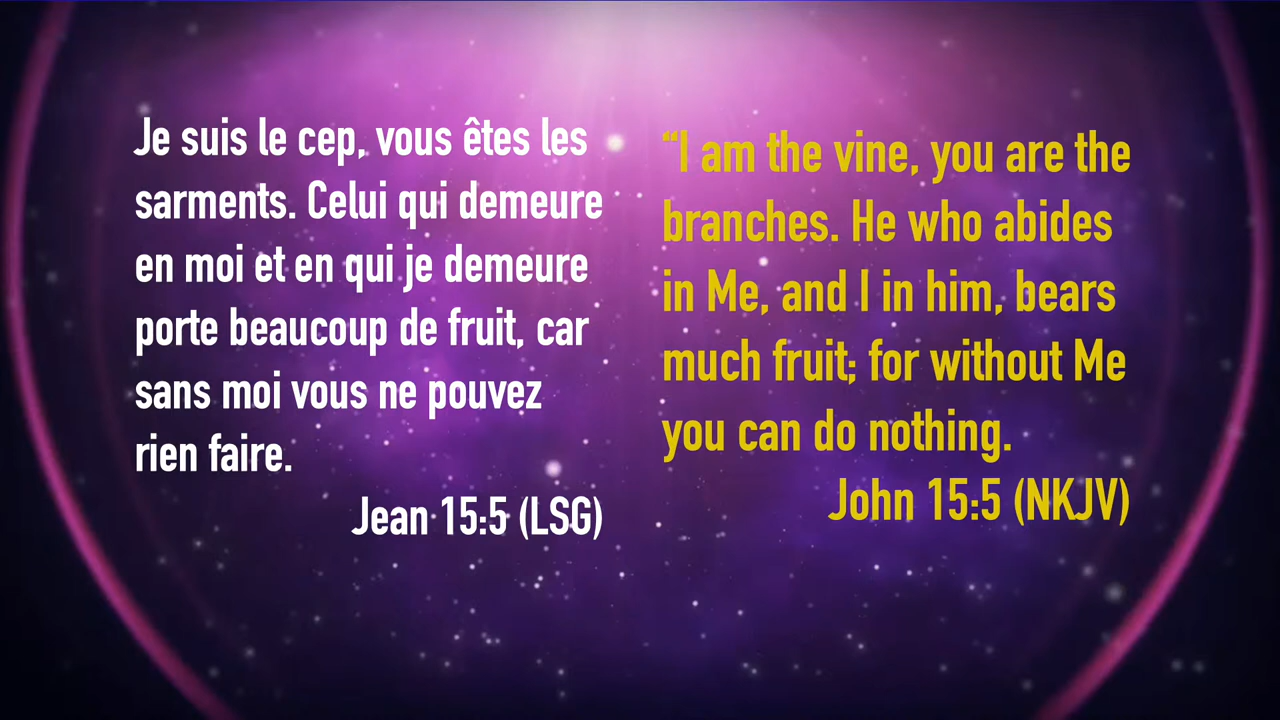 Je suis le cep, vous êtes les
sarments. Celui qui demeure
en moi et en qui je demeure
porte beaucoup de fruit, car
sans moi vous ne pouvez
rien faire.
Jean 15:5 (LSG)
“I am the vine, you are the
branches. He who abides
in Me, and I in him, bears
much fruit; for without Me
you can do nothing.
John 15:5 (NKJV)